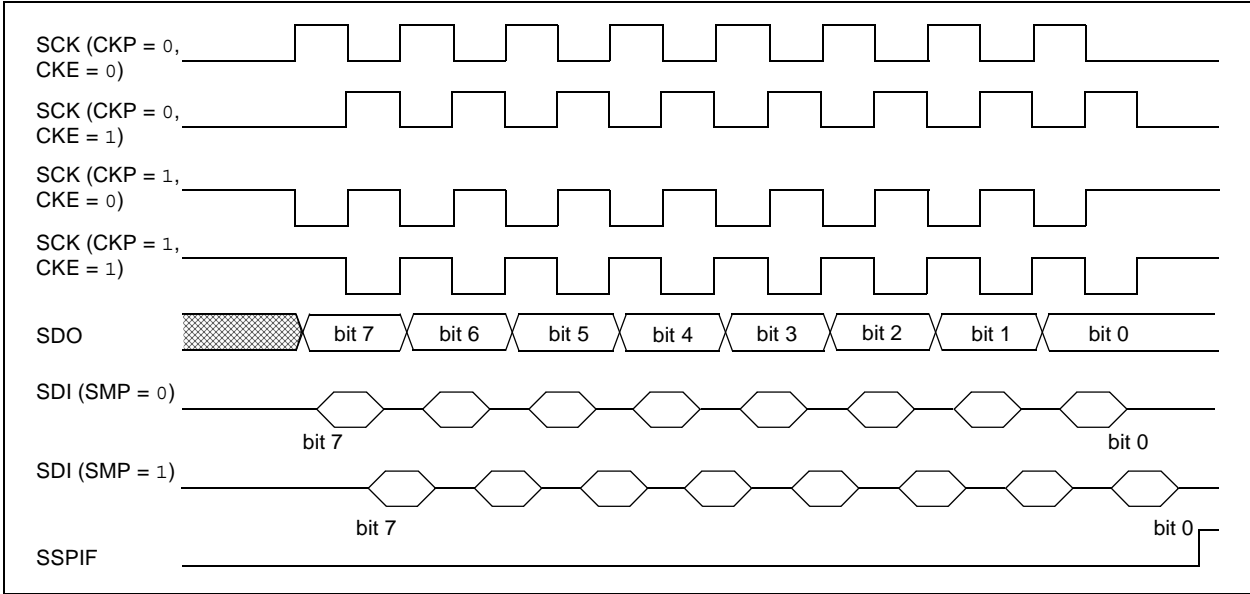 SCK (CKP = 0,
CKE = 0)
SCK (CKP = 0,
CKE = 1)
SCK (CKP = 1,
CKE = 0)
SCK (CKP = 1,
CKE = 1)
SDO bit 7 bit 6 bit 5 bit 4 bit 3 bit 2 bit 1 bit 0
SDI (SMP = 0)
bit 7 bit 0
SDI (SMP = 1)
bit 7 bit 0
SSPIF